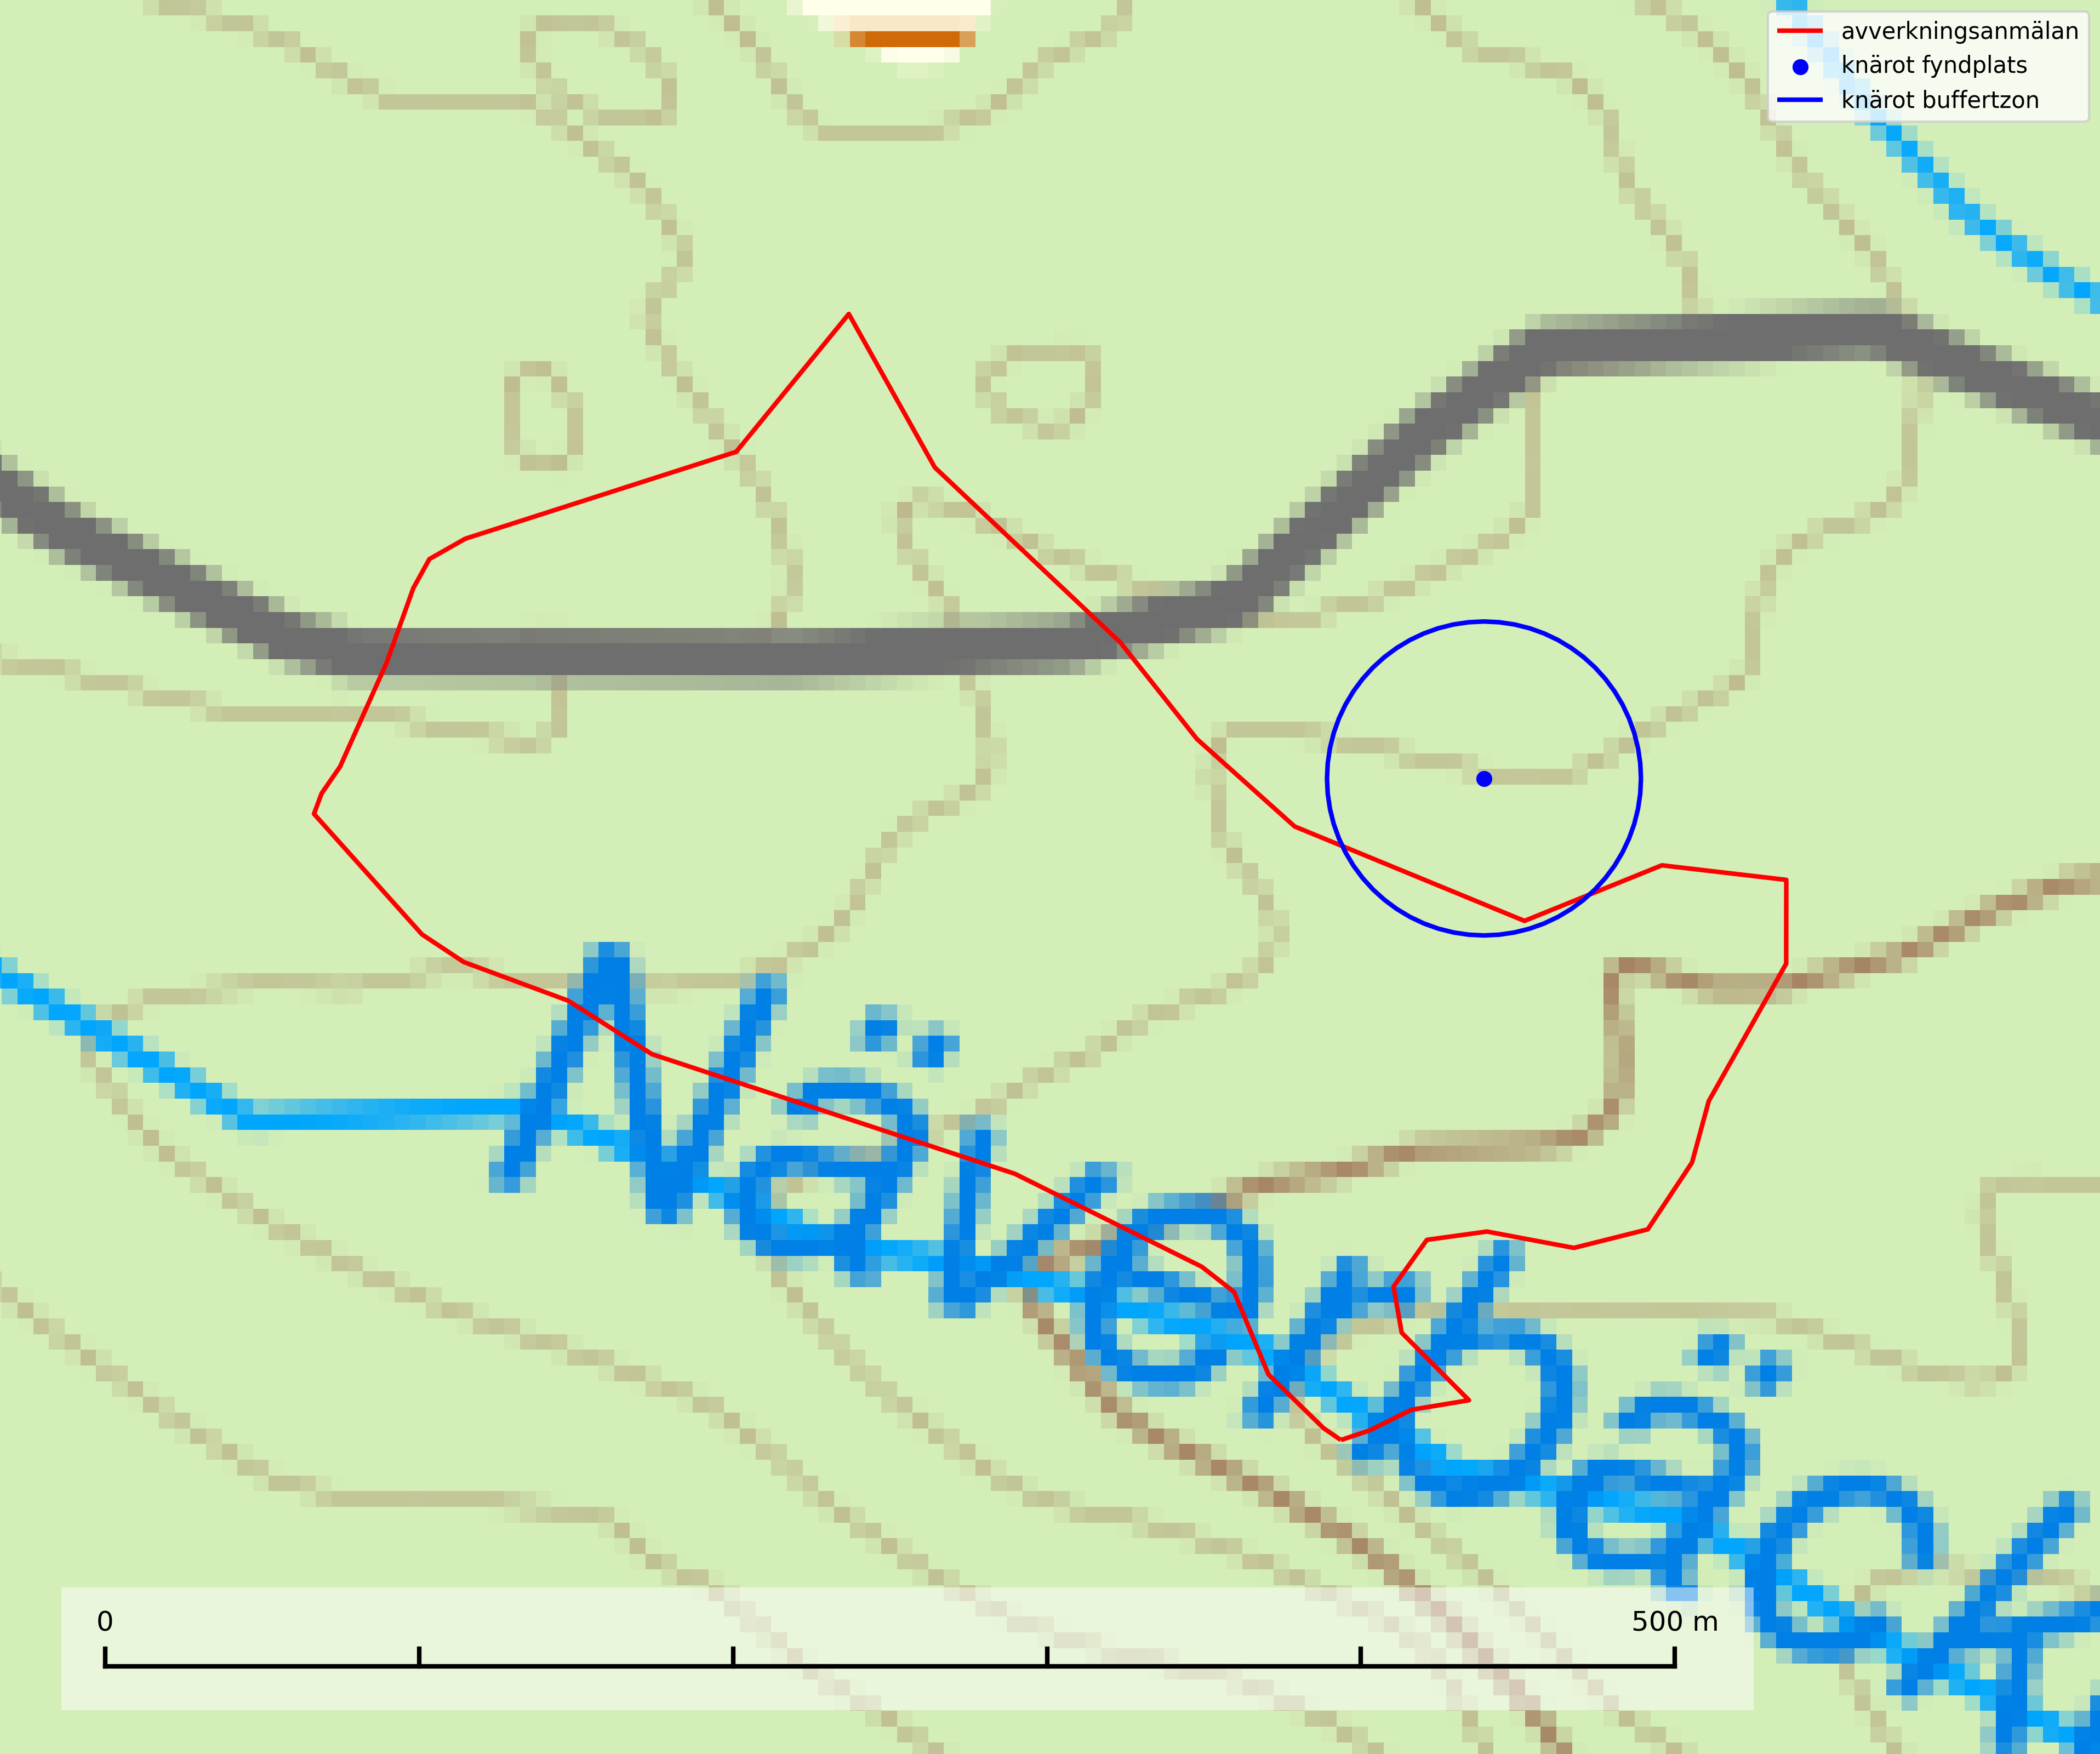 avverkningsanmälan
knärot fyndplats
knärot buffertzon
0
500 m